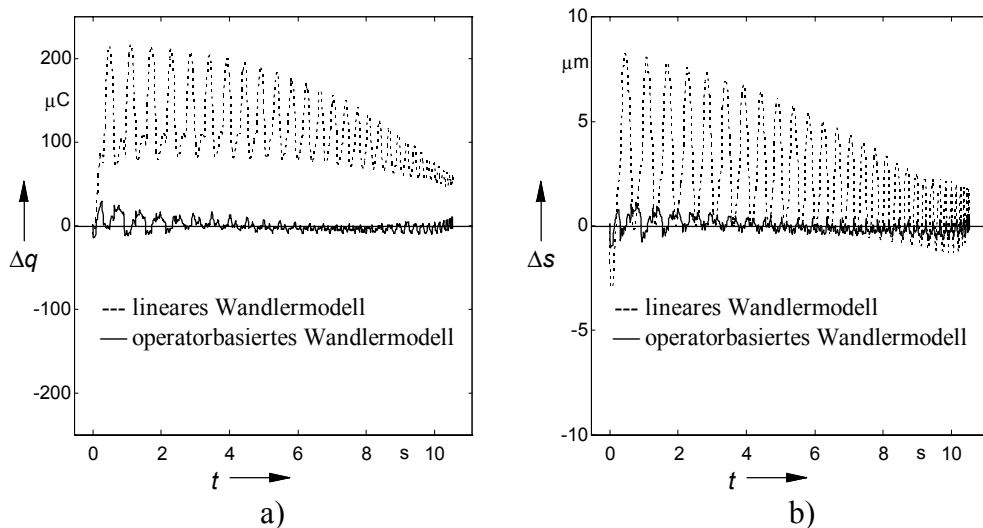 200
μC
100
0
Δq
-100
-200
lineares Wandlermodell
operatorbasiertes Wandlermodell
0 2 4 6 8 s 10
t
a)
10
μm
5
0
Δs
-5
-10
lineares Wandlermodell
operatorbasiertes Wandlermodell
0 2 4 6 8 s 10
t
b)